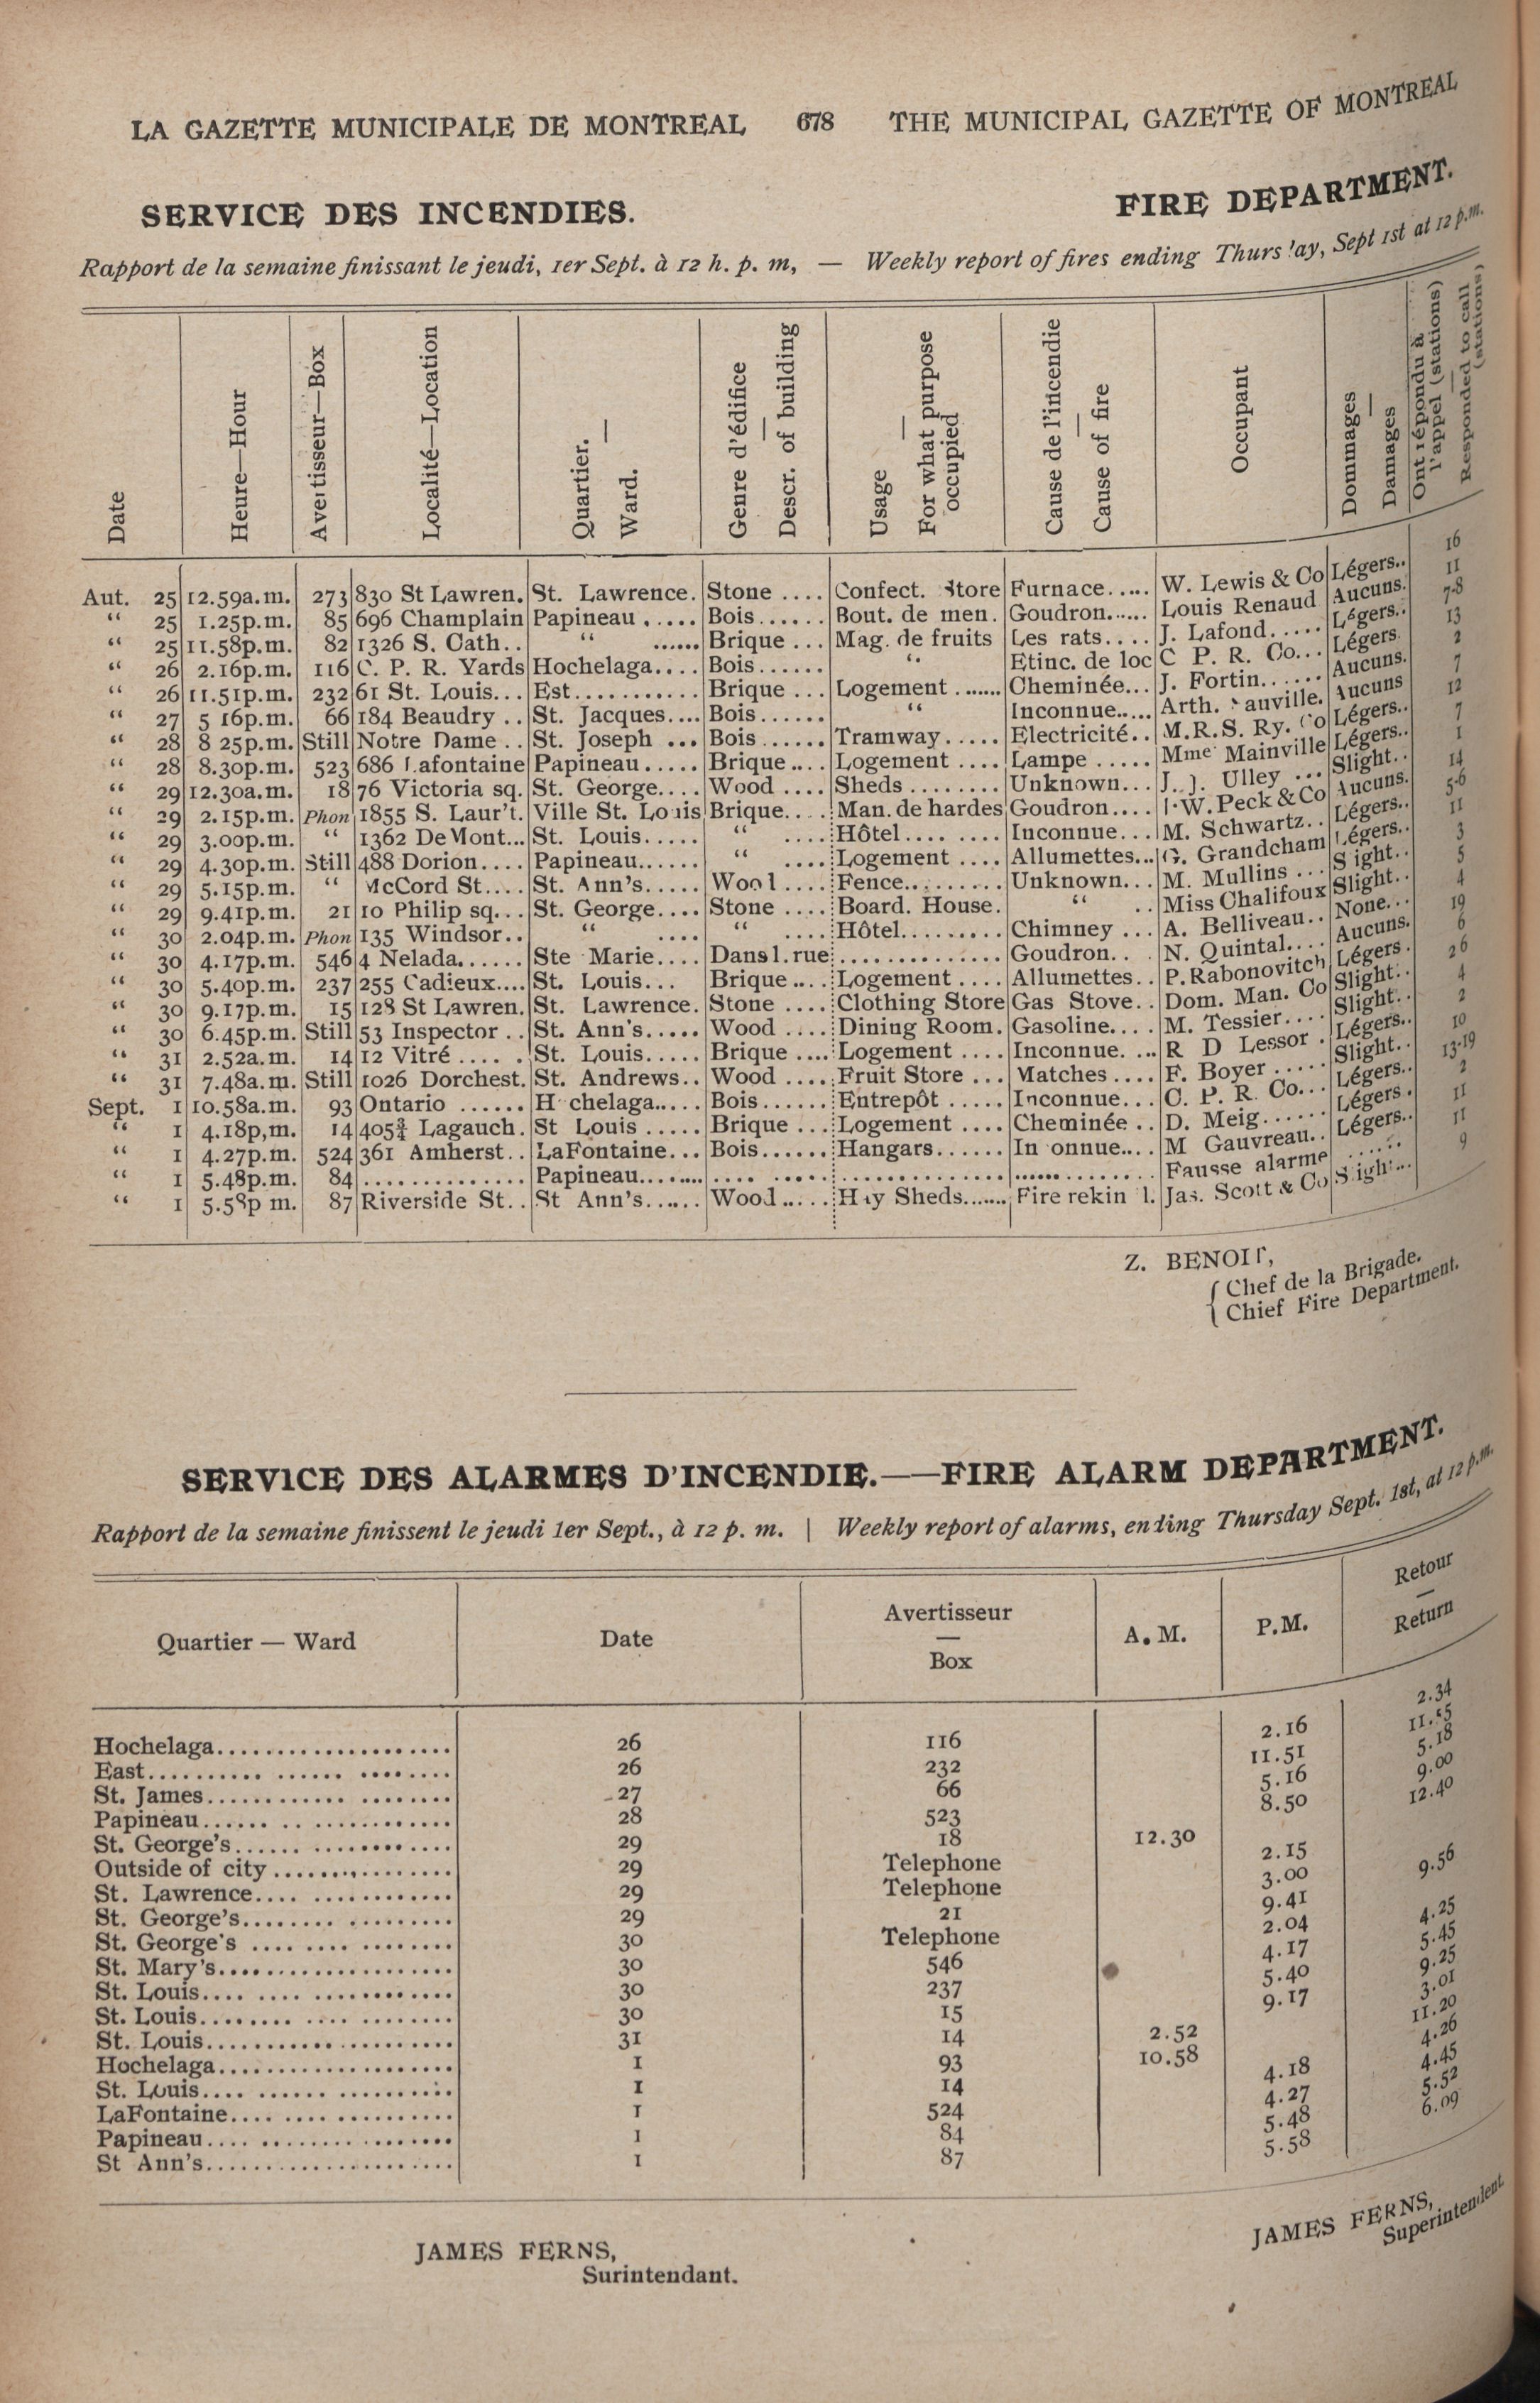 LA GAZETTE MUNICIPALE DE MONTREAL 678 THE MUNICIPAL GAZETTE OF MONTREAL
SERVICE DES INCENDIES. FIRE DEPARTMENT.
Rapport de la semaine finissant le jeudi, 1er Sept. à 12 h. p. m, — Weekly report of fires ending Thurs ay, Sept 1st at 12 p.m.
Date
Heure—Hour
Avertisseur—Box
Localité—Location
Quartier. — Ward.
Genre d'édifice — Descr. of building
Usage — For what purpose occupied
Cause de l'incendie — Cause of fire
Occupant
Dommages — Damages
Ont répondu à l'appel (stations) — Responded to call (stations)
Aut. 25 12.59a.m. 273 830 St Lawren. St. Lawrence. Stone .... Confect. Store Furnace..... W. Lewis & Co Légers.. 16
“ 25 1.25p.m. 85 696 Champlain Papineau ..... Bois...... Bout. de men. Goudron...... Louis Renaud Aucuns. 11
“ 25 11.58p.m. 82 1326 S. Cath.. “ ...... Brique ... Mag. de fruits Les rats.... J. Lafond..... Légers.. 7-8
“ 26 2.16p.m. 116 C. P. R. Yards Hochelaga.... Bois...... “ Etinc. de loc C P. R. Co... Légers. 13
“ 26 11.51p.m. 232 61 St. Louis... Est........... Brique ... Logement ....... Cheminée... J. Fortin...... Aucuns. 2
“ 27 5 16p.m. 66 184 Beaudry .. St. Jacques.... Bois...... “ Inconnue..... Arth. auville. Aucuns 7
“ 28 8 25p.m. Still Notre Dame .. St. Joseph ... Bois...... Tramway..... Electricité.. M.R.S. Ry. Co Légers.. 12
“ 28 8.30p.m. 523 686 Lafontaine Papineau..... Brique.... Logement .... Lampe ..... Mme Mainville Légers.. 7
“ 29 12.30a.m. 18 76 Victoria sq. St. George.... Wood .... Sheds ........ Unknown... J. J. Ulley ... Slight.. 1
“ 29 2.15p.m. Phon 1855 S. Laur't. Ville St. Louis Brique.... Man. de hardes Goudron.... J.W.Peck & Co Aucuns. 14
“ 29 3.00p.m. “ 1362 De Mont... St. Louis..... “ .... Hôtel........ Inconnue... M. Schwartz.. Légers.. 5-6
“ 29 4.30p.m. Still 488 Dorion.... Papineau...... “ .... Logement .... Allumettes... G. Grandcham Légers.. 11
“ 29 5.15p.m. “ McCord St.... St. Ann's..... Wool .... Fence......... Unknown... M. Mullins ... S ight.. 3
“ 29 9.41p.m. 21 10 Philip sq... St. George.... Stone .... Board. House. “ .. Miss Chalifoux Slight.. 5
“ 30 2.04p.m. Phon 135 Windsor.. “ .... “ .... Hôtel......... Chimney ... A. Belliveau.. None... 4
“ 30 4.17p.m. 546 4 Nelada...... Ste Marie.... Dans l. rue .............. Goudron.. . N. Quintal.... Aucuns. 19
“ 30 5.40p.m. 237 255 Cadieux.... St. Louis... Brique.... Logement .... Allumettes.. P. Rabonovitch Légers. 6
“ 30 9.17p.m. 15 128 St Lawren. St. Lawrence. Stone .... Clothing Store Gas Stove.. Dom. Man. Co Slight.. 26
“ 30 6.45p.m. Still 53 Inspector .. St. Ann's..... Wood .... Dining Room. Gasoline.... M. Tessier.... Slight.. 4
“ 31 2.52a.m. 14 12 Vitré .... . St. Louis..... Brique .... Logement .... Inconnue. ... R D Lessor . Légers.. 2
“ 31 7.48a.m. Still 1026 Dorchest. St. Andrews.. Wood .... Fruit Store ... Matches .... F. Boyer ..... Slight.. 10
Sept. 1 10.58a.m. 93 Ontario ...... H chelaga..... Bois...... Entrepôt ..... Inconnue... C. P. R. Co... Légers.. 13-19
“ 1 4.18p,m. 14 405¾ Lagauch. St Louis ..... Brique ... Logement .... Cheminée .. D. Meig...... Légers . 2
“ 1 4.27p.m. 524 361 Amherst.. LaFontaine... Bois...... Hangars...... In onnue.... M Gauvreau.. Légers.. 11
“ 1 5.48p.m. 84 .............. Papineau........ .... ..... .............. .............. Fausse alarme ....... 11
“ 1 5.58p m. 87 Riverside St.. St Ann's...... Wood..... Hay Sheds....... Fire rekin l. Jas. Scott & Co Sligh... 9
Z. BENOIT,
{ Chef de la Brigade.
{ Chief Fire Department.
SERVICE DES ALARMES D'INCENDIE.——FIRE ALARM DEPARTMENT.
Rapport de la semaine finissent le jeudi 1er Sept., à 12 p. m. | Weekly report of alarms, ending Thursday Sept. 1st, at 12 p.m.
Quartier — Ward Date Avertisseur — Box A. M. P.M. Retour — Return
Hochelaga.................... 26 116 2.16 2.34
East.......... ...... ........ 26 232 11.51 11.55
St. James............ ........ 27 66 5.16 5.18
Papineau...... .. ............ 28 523 8.50 9.00
St. George's...... ........... 29 18 12.30 12.40
Outside of city ............... 29 Telephone 2.15
St. Lawrence.... ............ 29 Telephone 3.00
St. George's........ ......... 29 21 9.41 9.56
St. George's .... .... ........ 30 Telephone 2.04
St. Mary's.................... 30 546 4.17 4.25
St. Louis.... .... ............ 30 237 5.40 5.45
St. Louis........ .... ........ 30 15 9.17 9.25
St. Louis..................... 31 14 2.52 3.01
Hochelaga.................... 1 93 10.58 11.20
St. Louis.... ...... .......... 1 14 4.18 4.26
LaFontaine.... .... .......... 1 524 4.27 4.45
Papineau.... ................ 1 84 5.48 5.52
St Ann's..................... 1 87 5.58 6.09
JAMES FERNS,
Surintendant.
JAMES FERNS,
Superintendent.